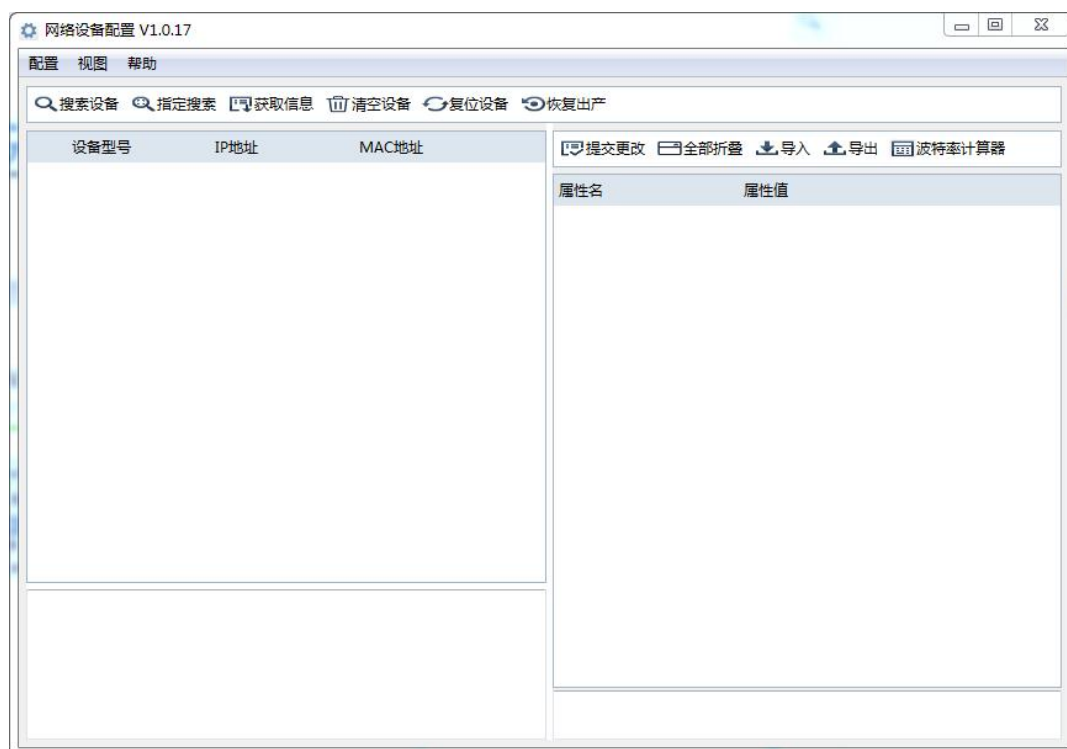 网络设备配置 V1.0.17
配置 视图 帮助
搜索设备 指定搜索 获取信息 清空设备 复位设备 恢复出产
设备型号 IP地址 MAC地址
提交更改 全部折叠 导入 导出 波特率计算器
属性名 属性值